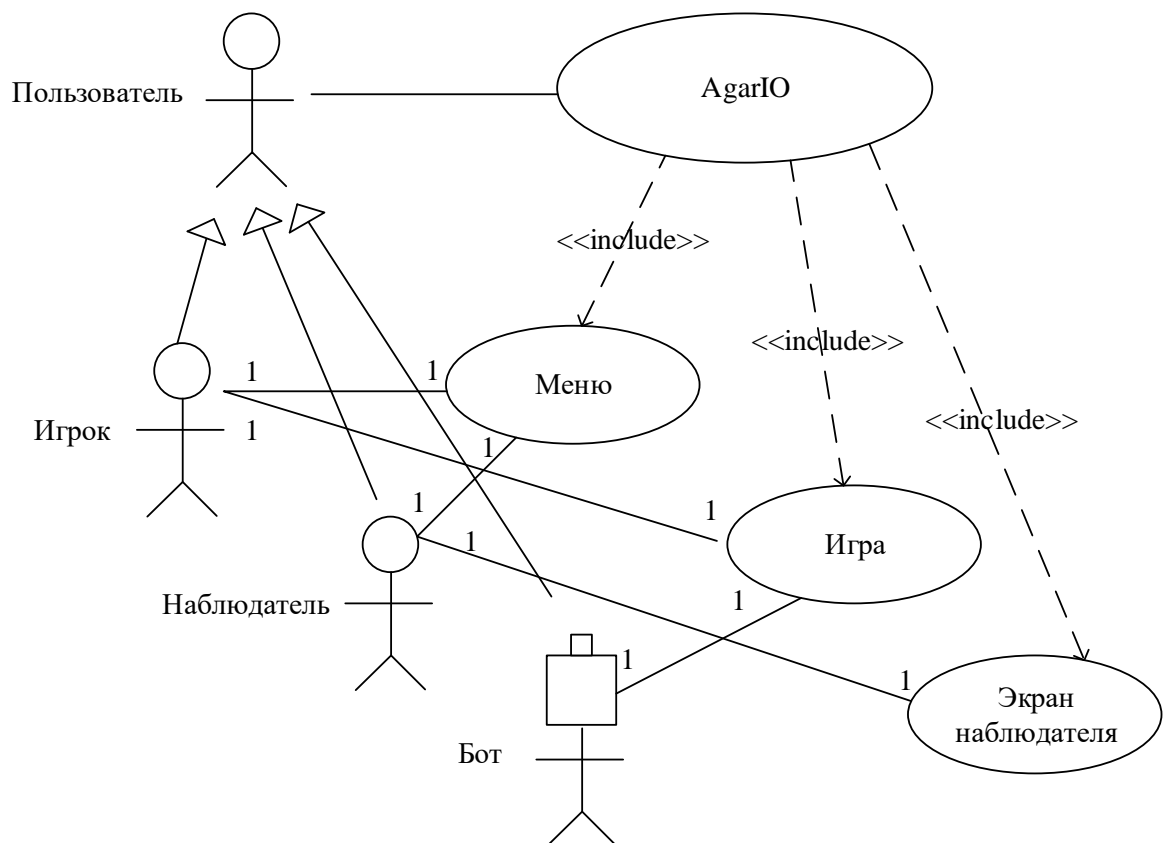 Пользователь
AgarIO
<<include>>
<<include>>
<<include>>
1
1
Меню
Игрок
1
1
1
1
1
Игра
Наблюдатель
1
1
1
Экран
наблюдателя
Бот